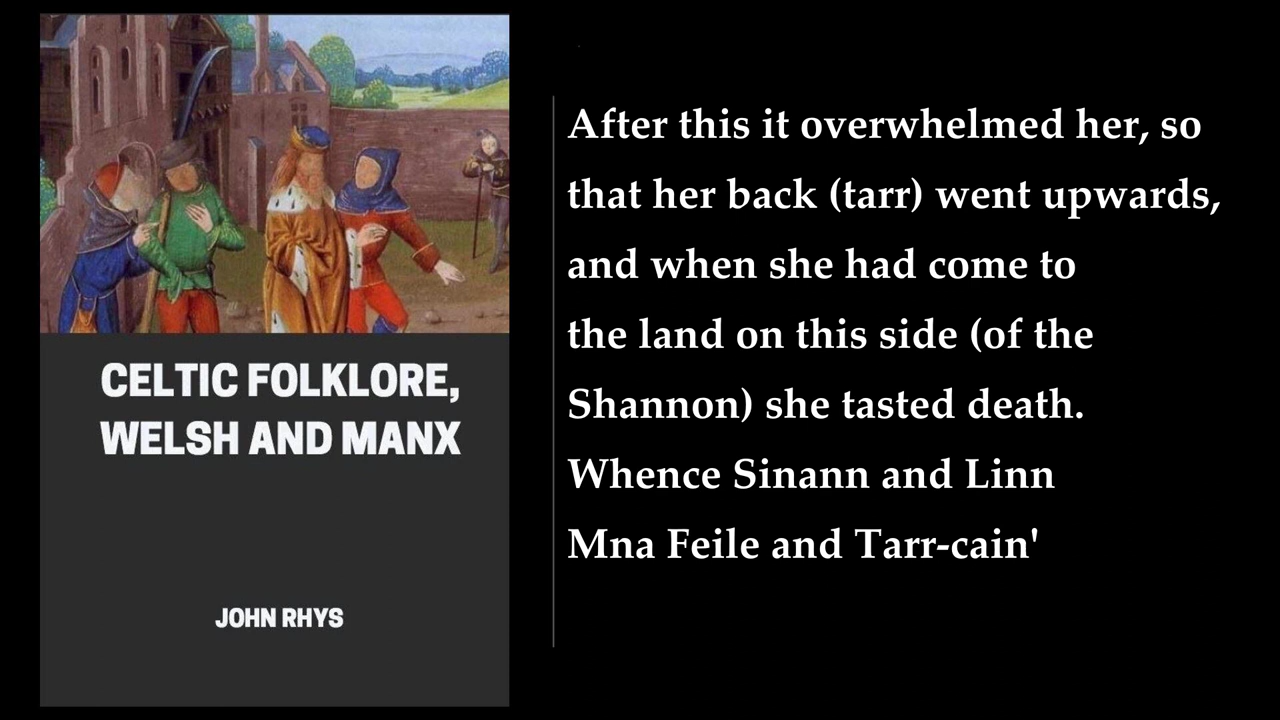 CELTIC FOLKLORE,
WELSH AND MANX
JOHN RHYS
After this it overwhelmed her, so
that her back (tarr) went upwards,
and when she had come to
the land on this side (of the
Shannon) she tasted death.
Whence Sinann and Linn
Mna Feile and Tarr-cain'